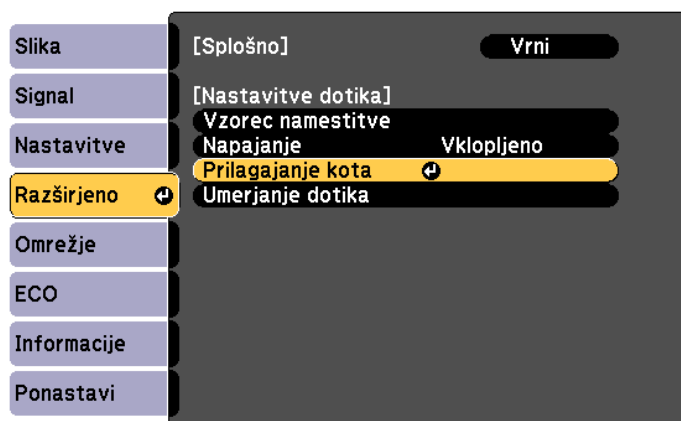 Slika
Signal
Nastavitve
Razširjeno
Omrežje
ECO
Informacije
Ponastavi
[Splošno] Vrni
[Nastavitve dotika]
Vzorec namestitve
Napajanje Vklopljeno
Prilagajanje kota
Umerjanje dotika